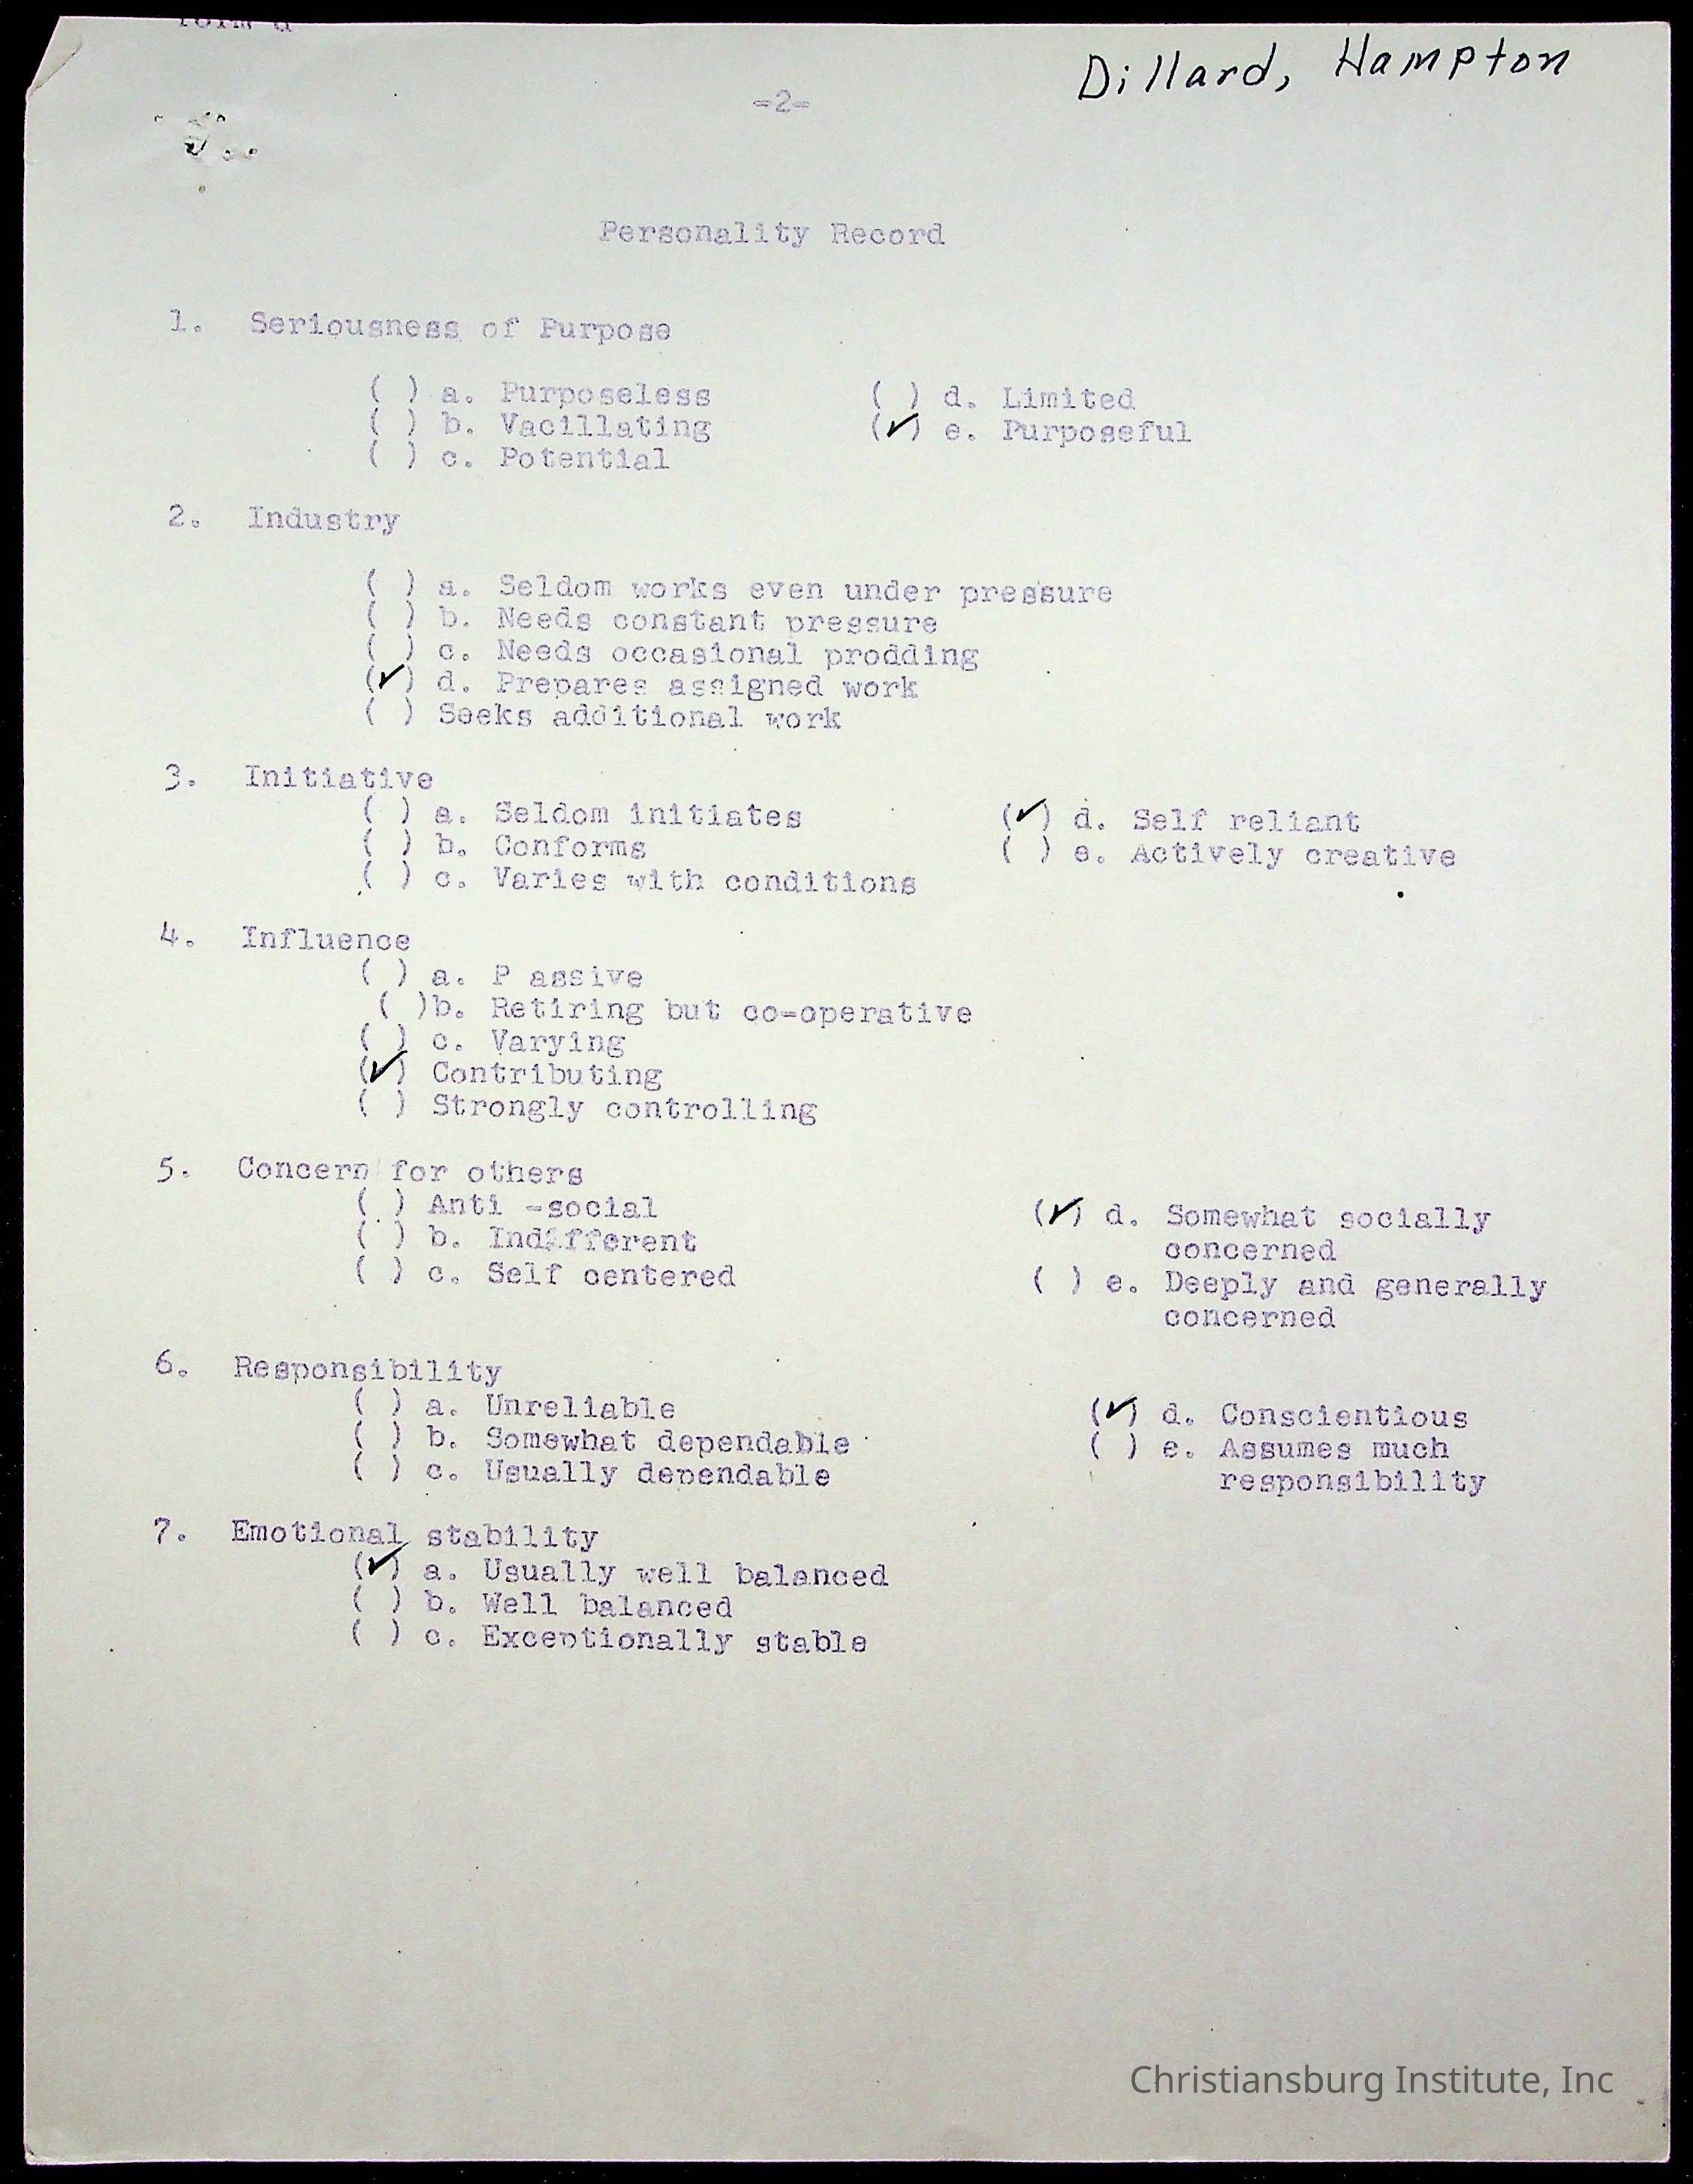 Dillard, Hampton
-2-
Personality Record
1. Seriousness of Purpose
( ) a. Purposeless ( ) d. Limited
( ) b. Vacillating (✓) e. Purposeful
( ) c. Potential
2. Industry
( ) a. Seldom works even under pressure
( ) b. Needs constant pressure
( ) c. Needs occasional prodding
(✓) d. Prepares assigned work
( ) Seeks additional work
3. Initiative
( ) a. Seldom initiates (✓) d. Self reliant
( ) b. Conforms ( ) e. Actively creative
( ) c. Varies with conditions
4. Influence
( ) a. P assive
( )b. Retiring but co-operative
( ) c. Varying
(✓) Contributing
( ) Strongly controlling
5. Concern for others
( ) Anti -social (✓) d. Somewhat socially
( ) b. Indifferent concerned
( ) c. Self centered ( ) e. Deeply and generally
concerned
6. Responsibility
( ) a. Unreliable (✓) d. Conscientious
( ) b. Somewhat dependable ( ) e. Assumes much
( ) c. Usually dependable responsibility
7. Emotional stability
(✓) a. Usually well balanced
( ) b. Well balanced
( ) c. Exceptionally stable
Christiansburg Institute, Inc